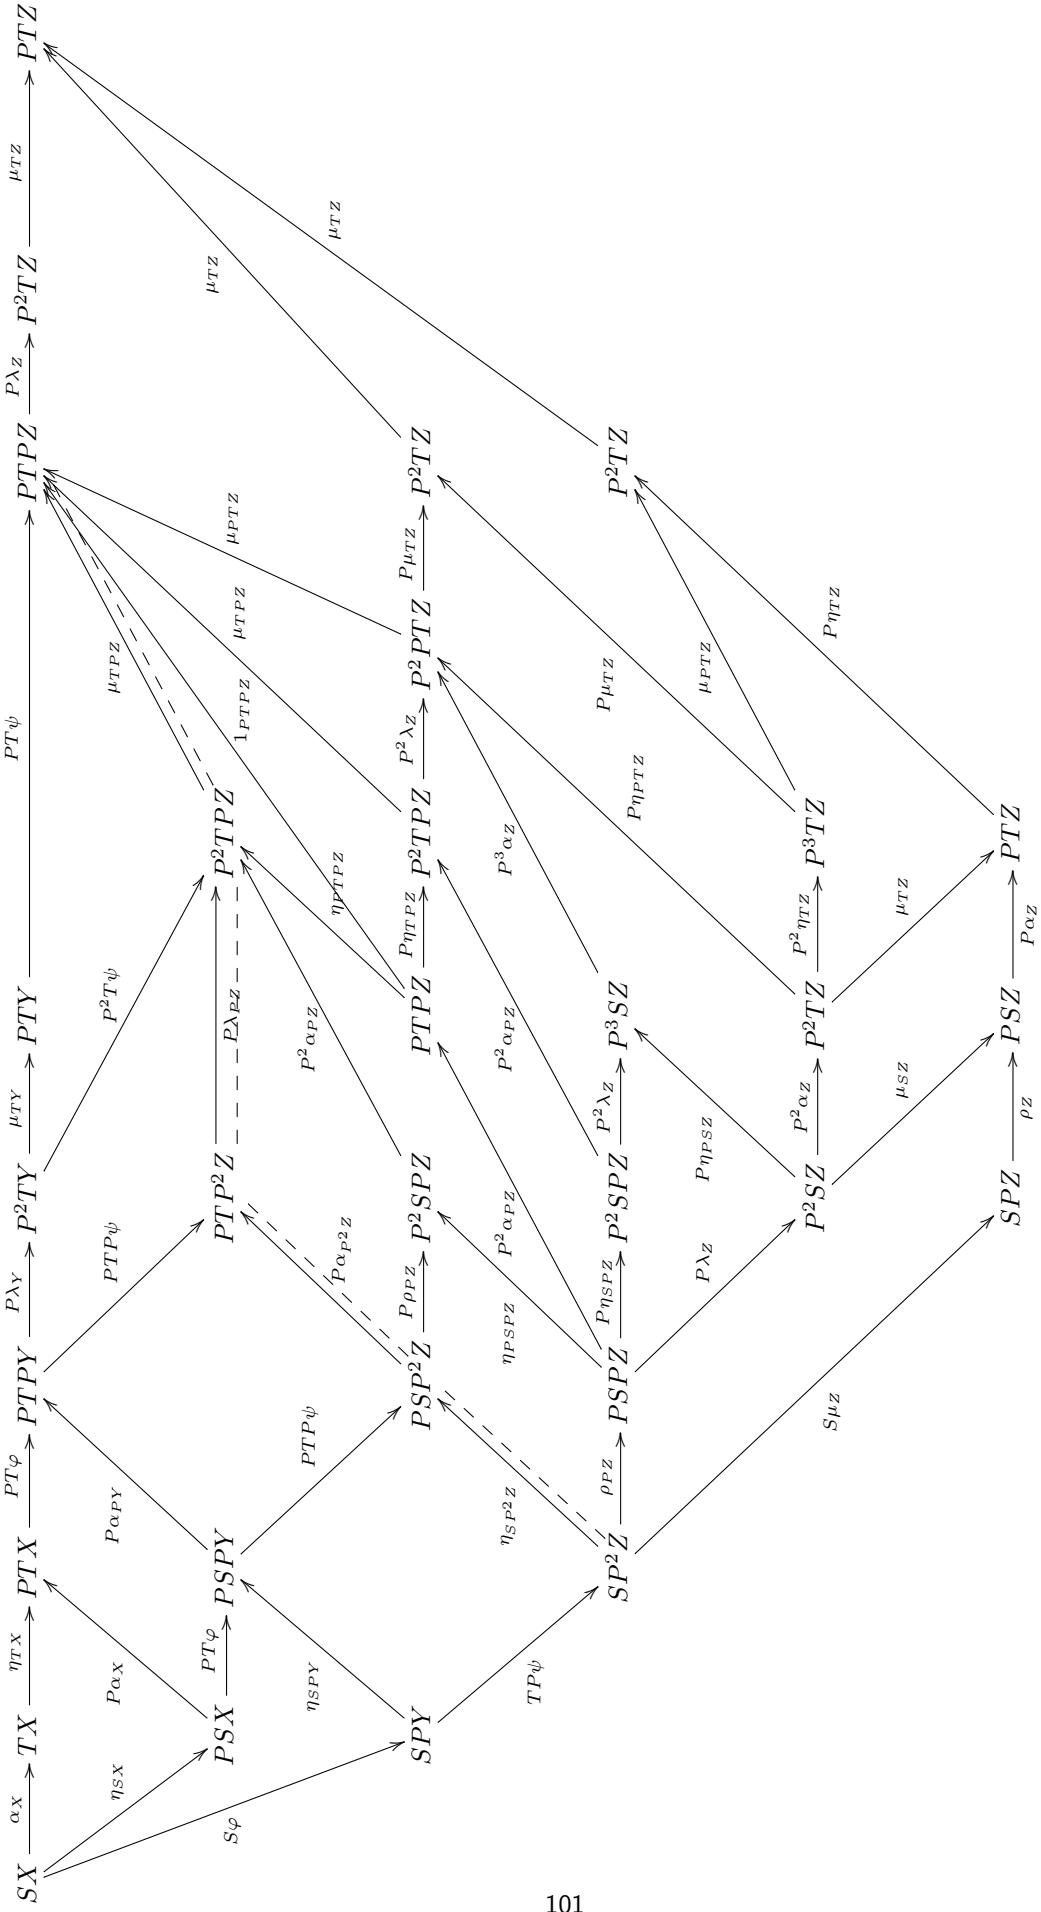 α_X η_TX PTφ Pλ_Y μ_TY PTψ Pλ_Z μ_TZ
SX TX PTX PTPY P²TY PTY PTPZ P²TZ PTZ
η_SX Pα_X Pα_PY PTPψ P²Tψ μ_TPZ
PTφ μ_TZ
PSX PSPY PTP²Z P²TPZ
Sφ Pλ_PZ 1_PTPZ μ_TPZ μ_PTZ
η_SPY PTPψ Pα_P²Z P²α_PZ η_PTPZ μ_TZ
Pρ_PZ Pη_TPZ P²λ_Z Pμ_TZ
SPY PSP²Z P²SPZ PTPZ P²TPZ P²PTZ P²TZ
TPψ η_SP²Z η_PSPZ P²α_PZ P²α_PZ P³α_Z
ρ_PZ Pη_SPZ P²λ_Z Pμ_TZ
SP²Z PSPZ P²SPZ P³SZ P²TZ
Pη_PTZ
Pλ_Z Pη_PSZ μ_PTZ
P²α_Z P²η_TZ
P²SZ P²TZ P³TZ
Sμ_Z Pη_TZ
μ_SZ μ_TZ
SPZ PSZ PTZ
ρ_Z Pα_Z
101